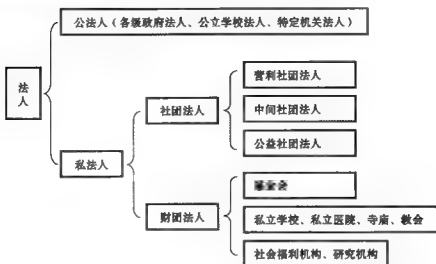 公法人（各级政府法人、公立学校法人、特定机关法人）
法
人
私法人
社团法人
营利社团法人
中间社团法人
公益社团法人
财团法人
私立学校、私立医院、寺庙、教会
社会福利机构、研究机构